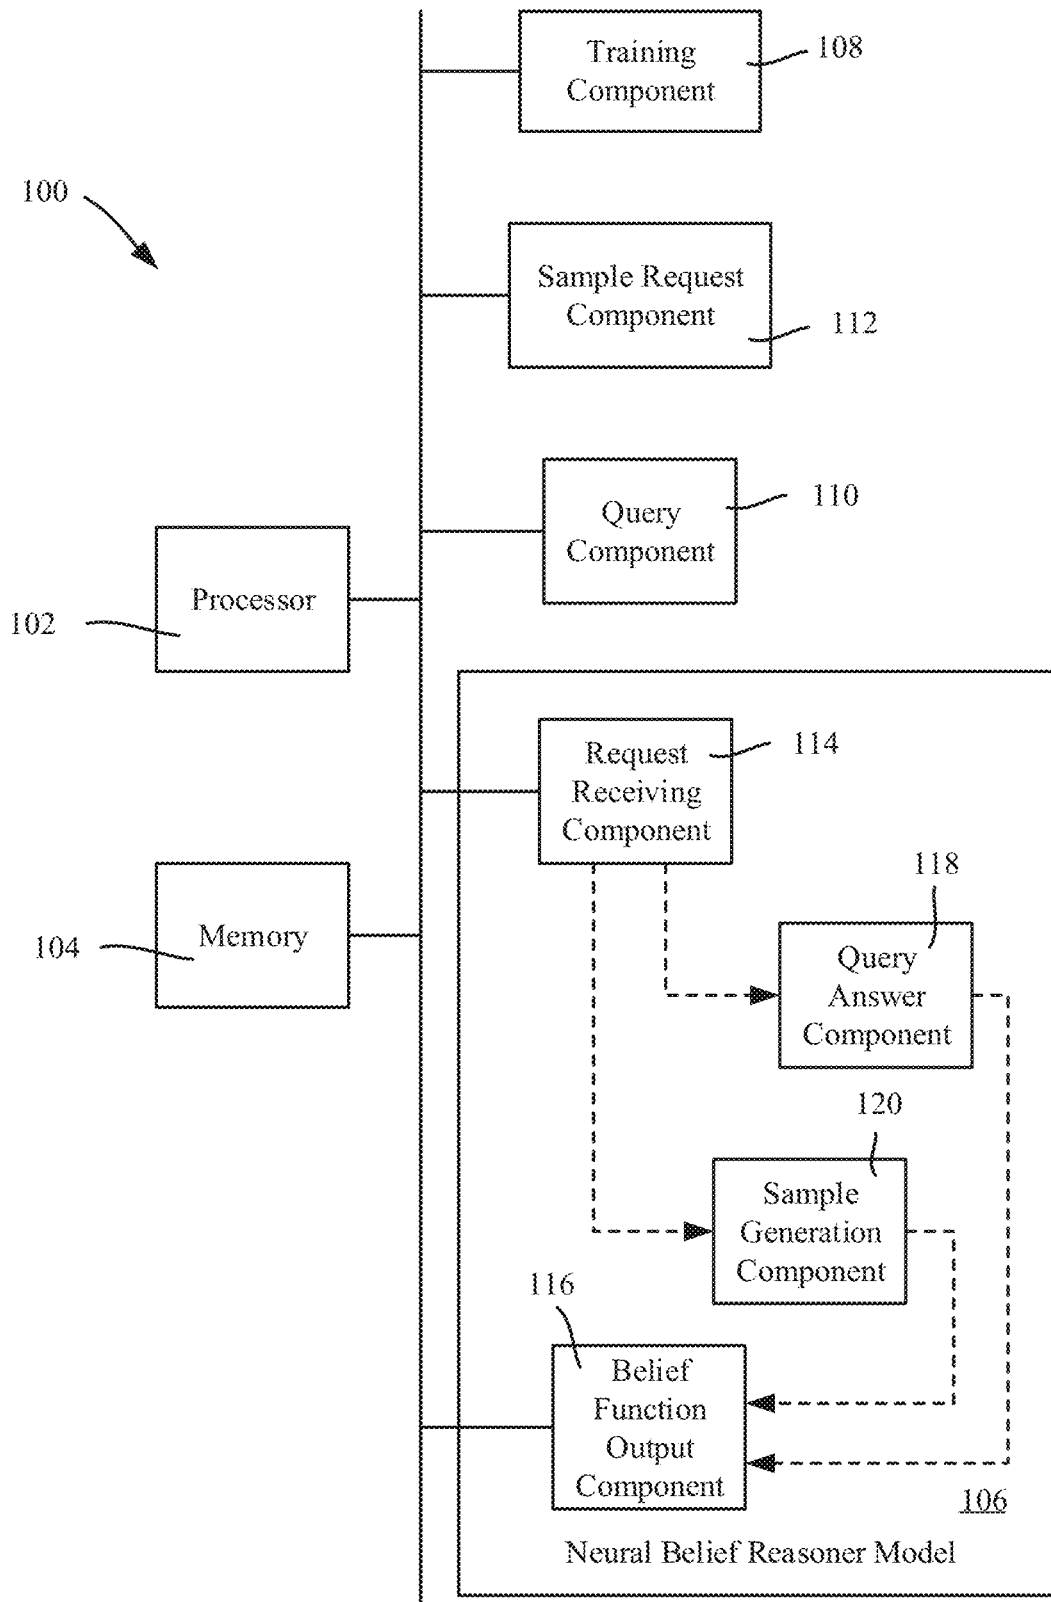 Training
Component
108
100
Sample Request
Component
112
Query
Component
110
Processor
102
Request
Receiving
Component
114
Memory
104
118
Query
Answer
Component
120
Sample
Generation
Component
116
Belief
Function
Output
Component
106
Neural Belief Reasoner Model